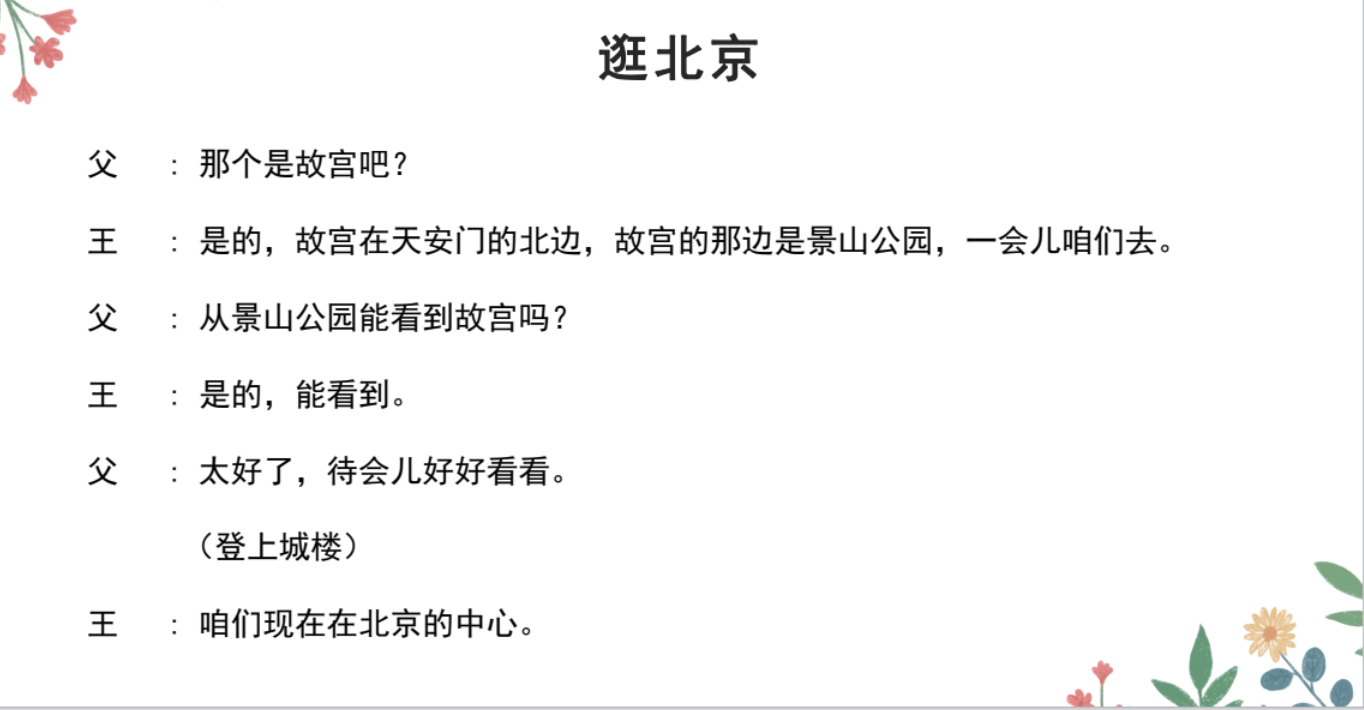 逛北京
父 : 那个是故宫吧？
王 : 是的，故宫在天安门的北边，故宫的那边是景山公园，一会儿咱们去。
父 : 从景山公园能看到故宫吗？
王 : 是的，能看到。
父 : 太好了，待会儿好好看看。
（登上城楼）
王 : 咱们现在在北京的中心。